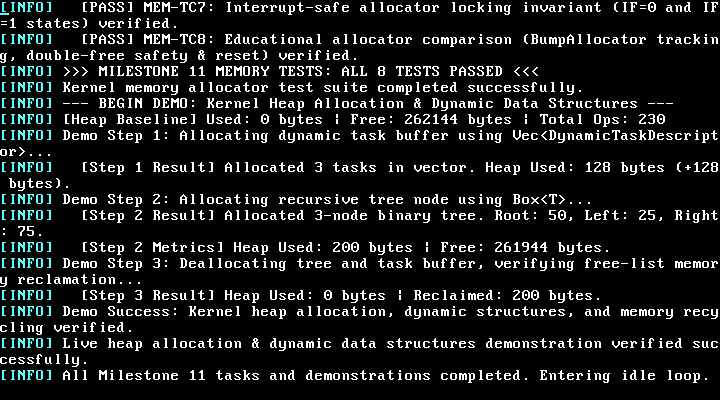 [INFO]   [PASS] MEM-TC7: Interrupt-safe allocator locking invariant (IF=0 and IF
=1 states) verified.
[INFO]   [PASS] MEM-TC8: Educational allocator comparison (BumpAllocator trackin
g, double-free safety & reset) verified.
[INFO] >>> MILESTONE 11 MEMORY TESTS: ALL 8 TESTS PASSED <<<
[INFO] Kernel memory allocator test suite completed successfully.
[INFO] --- BEGIN DEMO: Kernel Heap Allocation & Dynamic Data Structures ---
[INFO] [Heap Baseline] Used: 0 bytes | Free: 262144 bytes | Total Ops: 230
[INFO] Demo Step 1: Allocating dynamic task buffer using Vec<DynamicTaskDescript
or>...
[INFO]   [Step 1 Result] Allocated 3 tasks in vector. Heap Used: 128 bytes (+128
 bytes).
[INFO] Demo Step 2: Allocating recursive tree node using Box<T>...
[INFO]   [Step 2 Result] Allocated 3-node binary tree. Root: 50, Left: 25, Right
: 75.
[INFO]   [Step 2 Metrics] Heap Used: 200 bytes | Free: 261944 bytes.
[INFO] Demo Step 3: Deallocating tree and task buffer, verifying free-list memor
y reclamation...
[INFO]   [Step 3 Result] Heap Used: 0 bytes | Reclaimed: 200 bytes.
[INFO] Demo Success: Kernel heap allocation, dynamic structures, and memory recy
cling verified.
[INFO] Live heap allocation & dynamic data structures demonstration verified suc
cessfully.
[INFO] All Milestone 11 tasks and demonstrations completed. Entering idle loop.